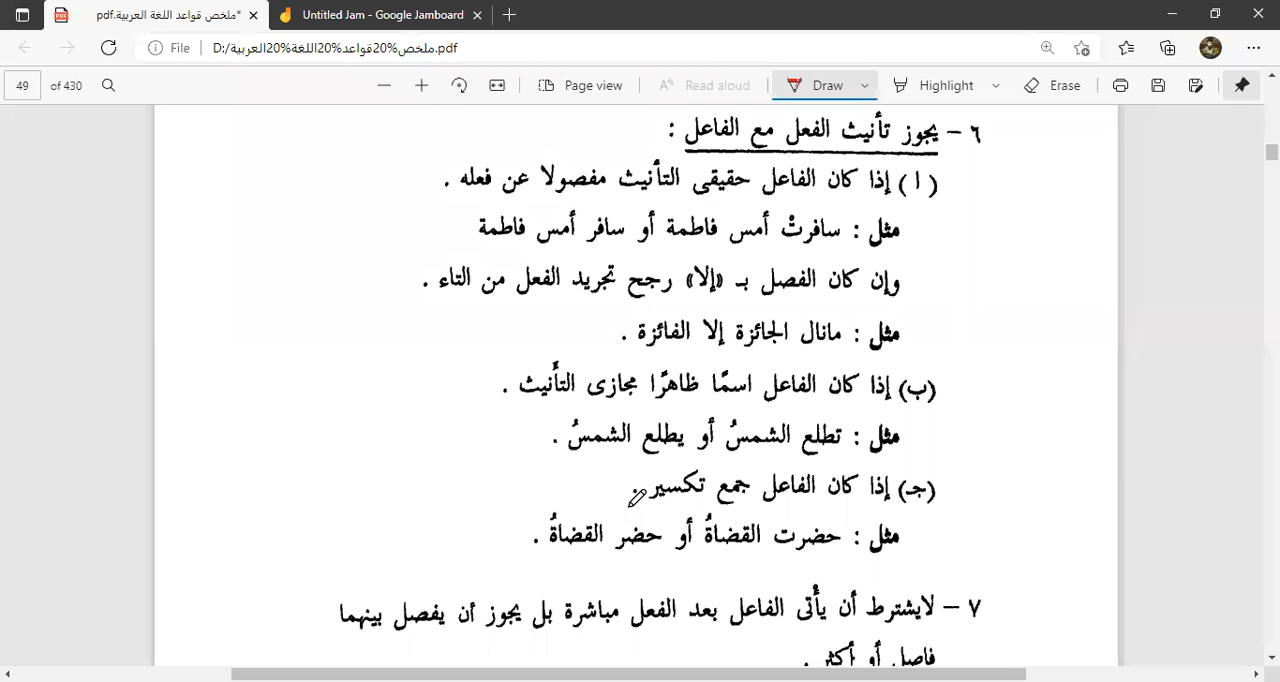 *ملخص قواعد اللغة العربية.pdf
Untitled Jam - Google Jamboard
File
D:/ملخص%20قواعد%20اللغة%20العربية.pdf
49 of 430
Page view
Read aloud
Draw
Highlight
Erase
٦ – يجوز تأنيث الفعل مع الفاعل :
(ا) إذا كان الفاعل حقيقى التأنيث مفصولا عن فعله .
مثل : سافرتْ أمس فاطمة أو سافر أمس فاطمة
وإن كان الفصل بـ «إلا» رجح تجريد الفعل من التاء .
مثل : مانال الجائزة إلا الفائزة .
(ب) إذا كان الفاعل اسمًا ظاهرًا مجازى التأنيث .
مثل : تطلع الشمسُ أو يطلع الشمسُ .
(جـ) إذا كان الفاعل جمع تكسير .
مثل : حضرت القضاةُ أو حضر القضاةُ .
٧ – لايشترط أن يأتى الفاعل بعد الفعل مباشرة بل يجوز أن يفصل بينهما
فاصل أو أكثر .